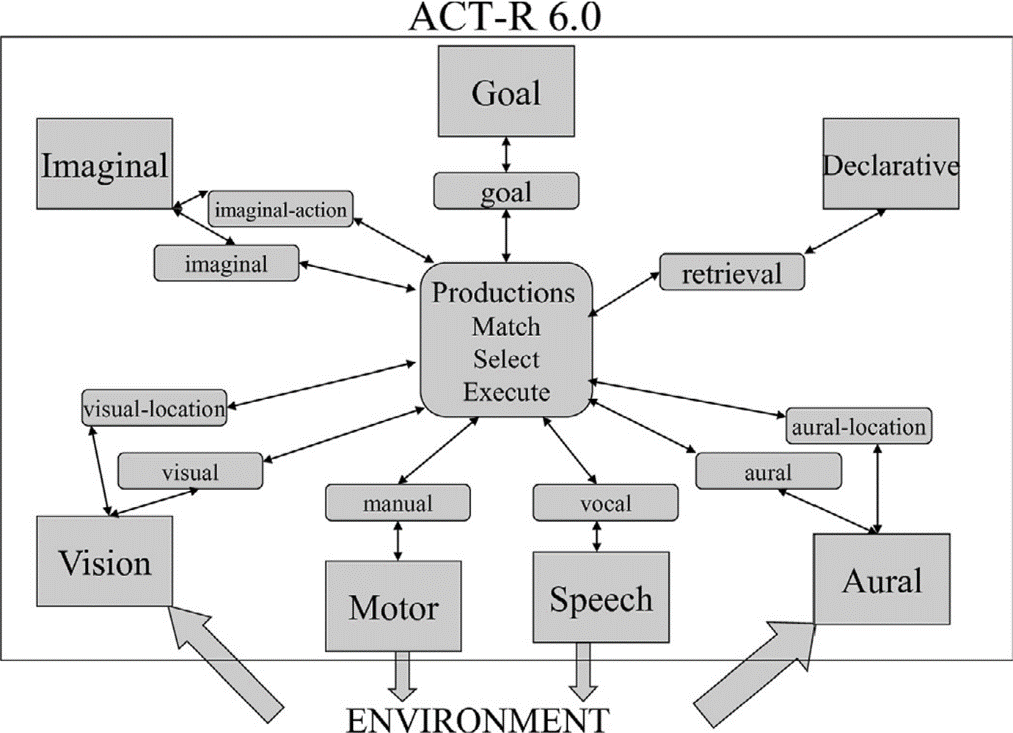 ACT-R 6.0
Goal
Imaginal
Declarative
goal
imaginal-action
imaginal
retrieval
Productions
Match
Select
Execute
visual-location
aural-location
visual
aural
manual
vocal
Vision
Motor
Speech
Aural
ENVIRONMENT